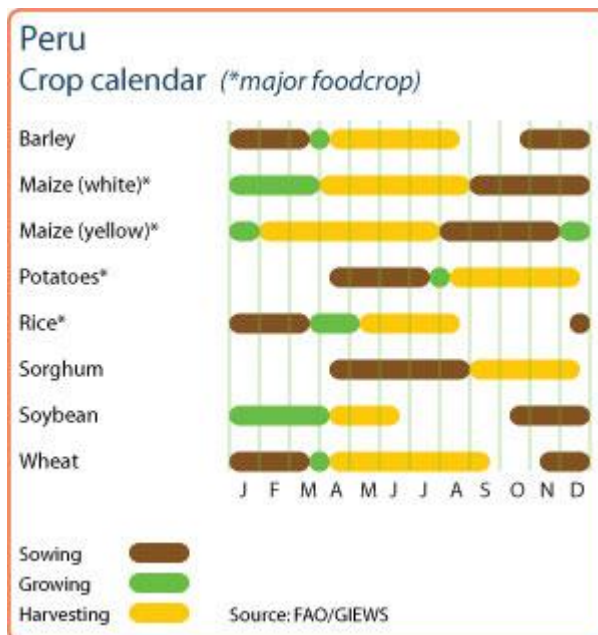 Peru
Crop calendar (*major foodcrop)
Barley
Maize (white)*
Maize (yellow)*
Potatoes*
Rice*
Sorghum
Soybean
Wheat
J F M A M J J A S O N D
Sowing
Growing
Harvesting
Source: FAO/GIEWS